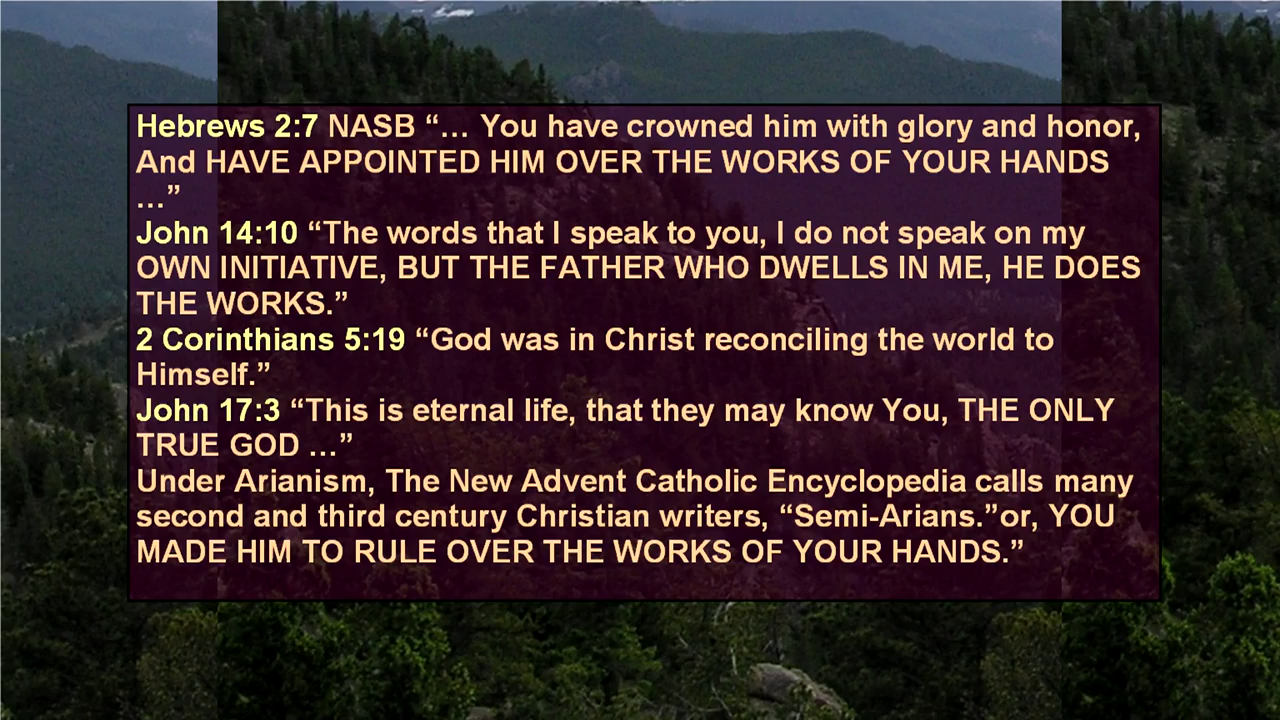 Hebrews 2:7 NASB “… You have crowned him with glory and honor,
And HAVE APPOINTED HIM OVER THE WORKS OF YOUR HANDS
…”
John 14:10 “The words that I speak to you, I do not speak on my
OWN INITIATIVE, BUT THE FATHER WHO DWELLS IN ME, HE DOES
THE WORKS.”
2 Corinthians 5:19 “God was in Christ reconciling the world to
Himself.”
John 17:3 “This is eternal life, that they may know You, THE ONLY
TRUE GOD …”
Under Arianism, The New Advent Catholic Encyclopedia calls many
second and third century Christian writers, “Semi-Arians.”or, YOU
MADE HIM TO RULE OVER THE WORKS OF YOUR HANDS.”